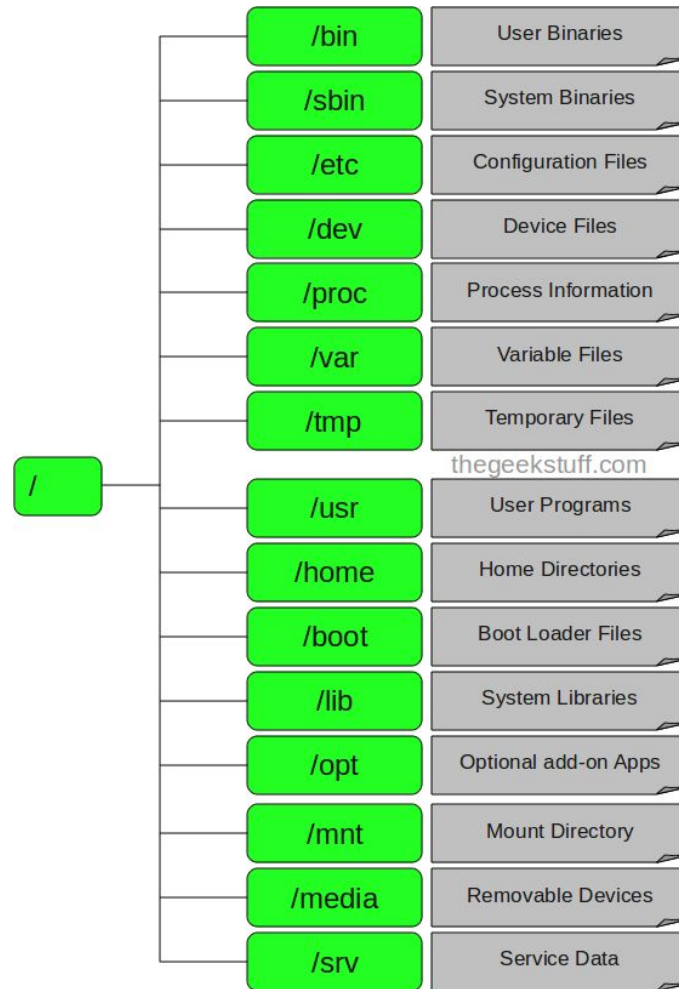 /bin User Binaries
/sbin System Binaries
/etc Configuration Files
/dev Device Files
/proc Process Information
/var Variable Files
/tmp Temporary Files
thegeekstuff.com
/
/usr User Programs
/home Home Directories
/boot Boot Loader Files
/lib System Libraries
/opt Optional add-on Apps
/mnt Mount Directory
/media Removable Devices
/srv Service Data